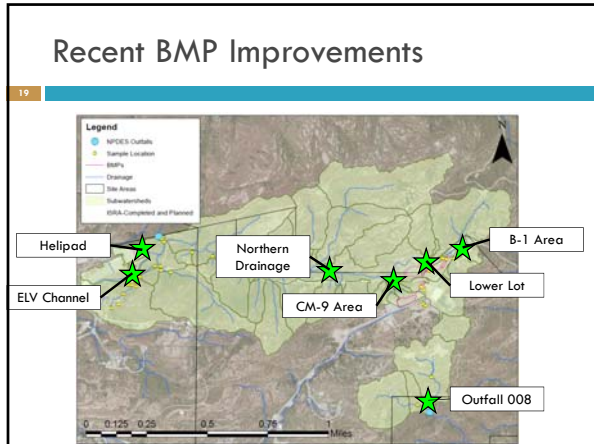 Recent BMP Improvements
19
N
Legend
NPDES Outfalls
Sample Location
BMPs
Drainage
Site Areas
Subwatersheds
ISRA-Completed and Planned
Helipad
ELV Channel
Northern
Drainage
CM-9 Area
B-1 Area
Lower Lot
Outfall 008
0 0.125 0.25 0.5 0.75 1
Miles